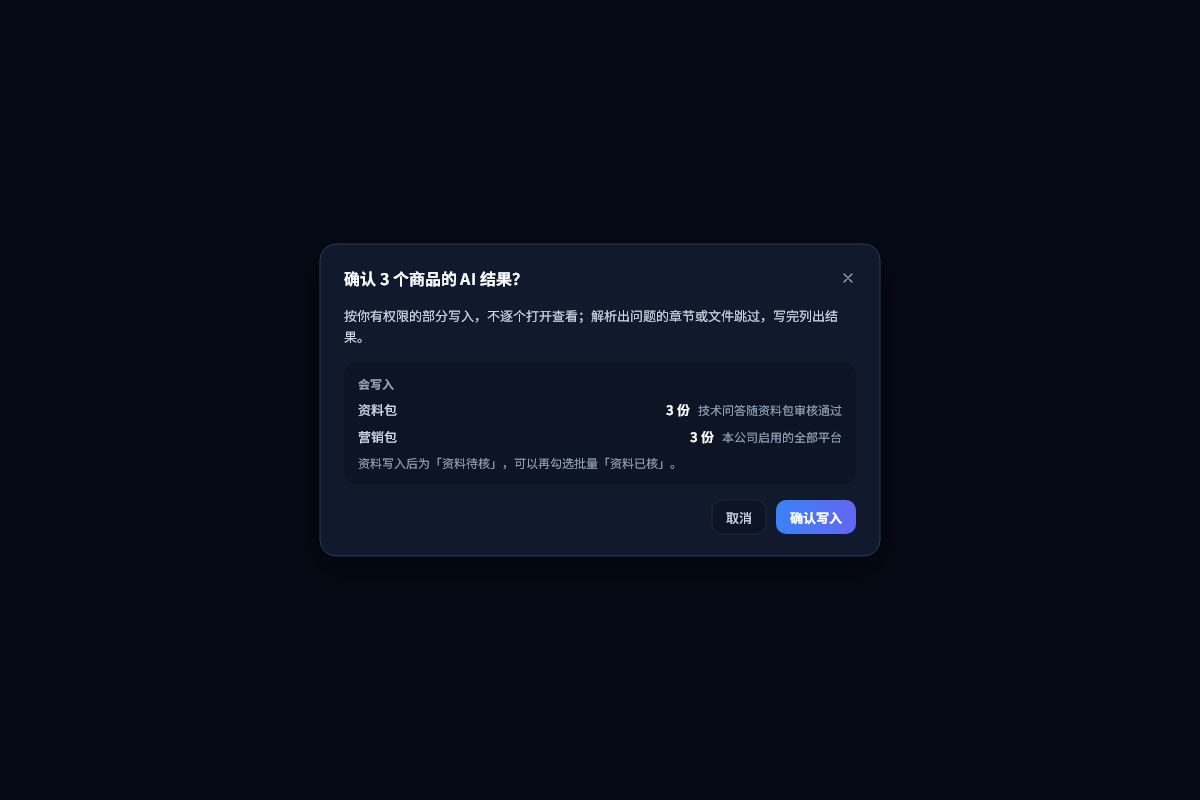 确认 3 个商品的 AI 结果？
按你有权限的部分写入，不逐个打开查看；解析出问题的章节或文件跳过，写完列出结
果。
会写入
资料包 3 份 技术问答随资料包审核通过
营销包 3 份 本公司启用的全部平台
资料写入后为「资料待核」，可以再勾选批量「资料已核」。
取消 确认写入